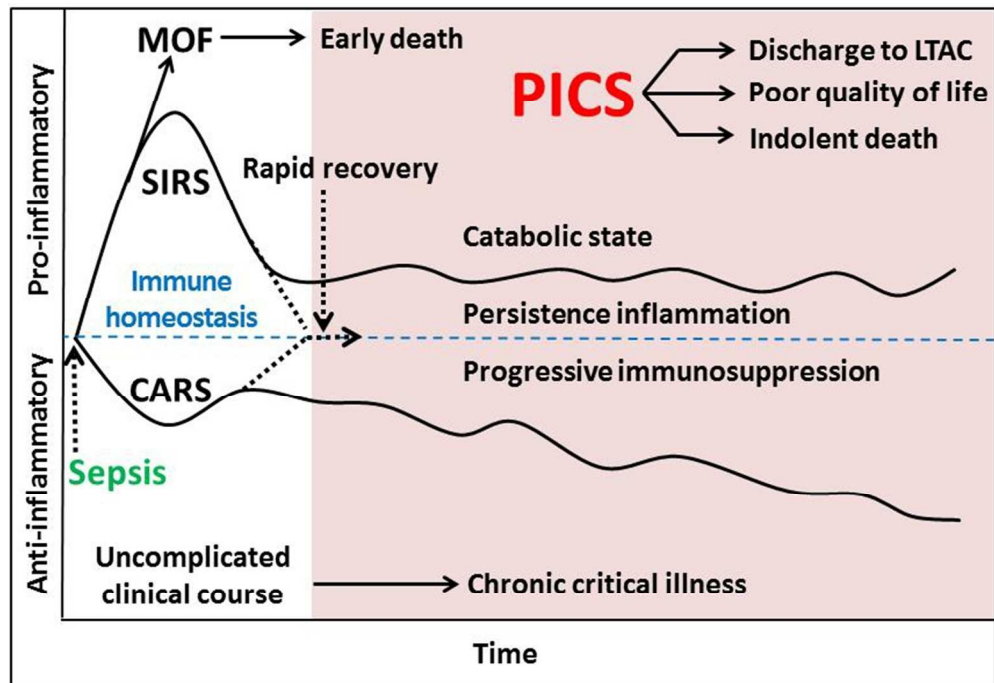 MOF
Early death
PICS
Discharge to LTAC
Poor quality of life
Indolent death
Pro-inflammatory
SIRS
Rapid recovery
Catabolic state
Immune
homeostasis
Persistence inflammation
Anti-inflammatory
CARS
Progressive immunosuppression
Sepsis
Uncomplicated
clinical course
Chronic critical illness
Time